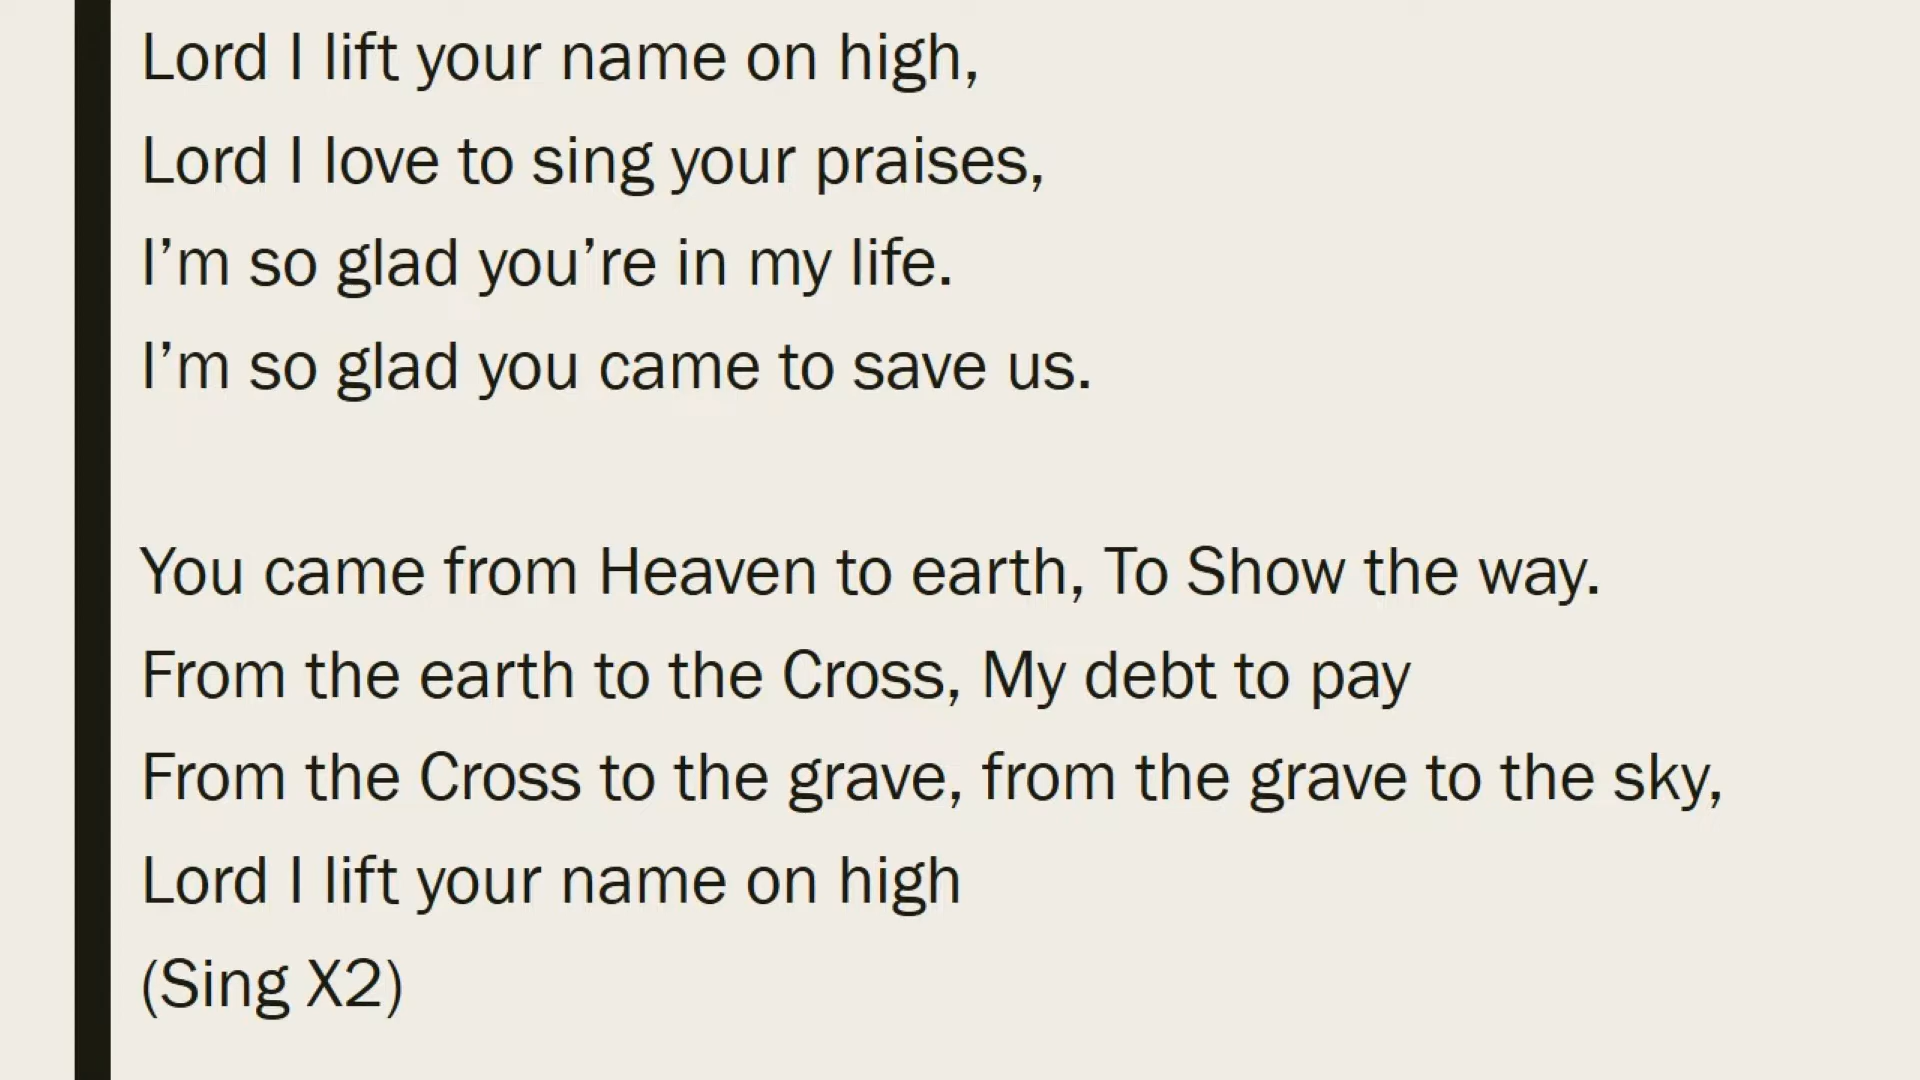 Lord I lift your name on high,
Lord I love to sing your praises,
I’m so glad you’re in my life.
I’m so glad you came to save us.
You came from Heaven to earth, To Show the way.
From the earth to the Cross, My debt to pay
From the Cross to the grave, from the grave to the sky,
Lord I lift your name on high
(Sing X2)